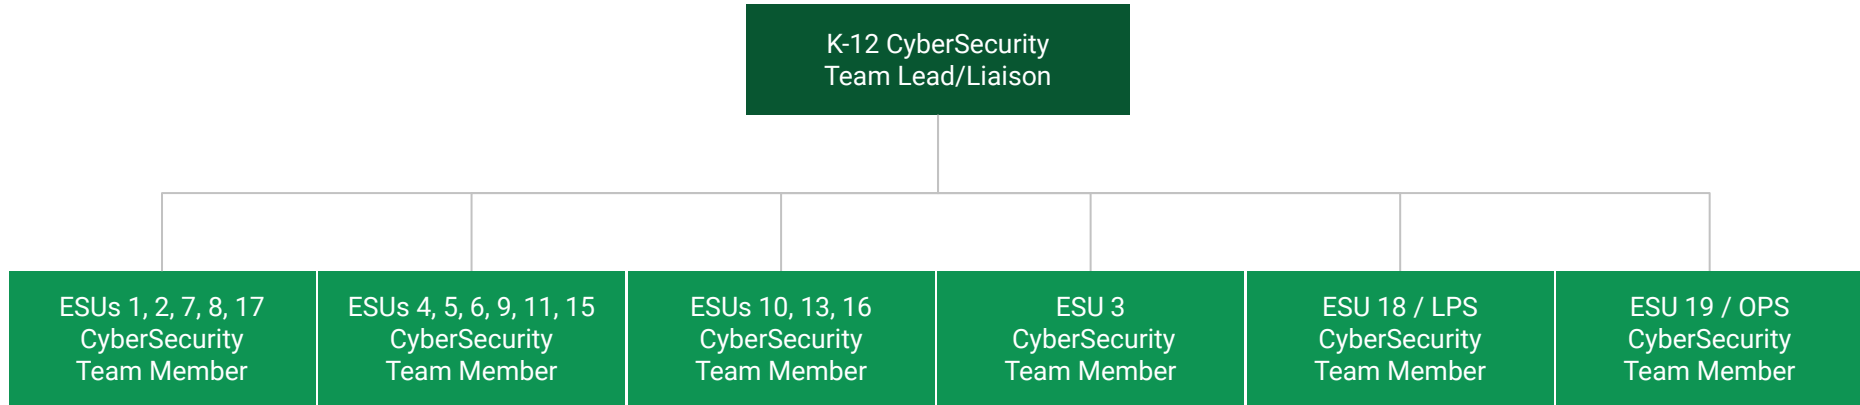 K-12 CyberSecurity
Team Lead/Liaison
ESUs 1, 2, 7, 8, 17
CyberSecurity
Team Member
ESUs 4, 5, 6, 9, 11, 15
CyberSecurity
Team Member
ESUs 10, 13, 16
CyberSecurity
Team Member
ESU 3
CyberSecurity
Team Member
ESU 18 / LPS
CyberSecurity
Team Member
ESU 19 / OPS
CyberSecurity
Team Member